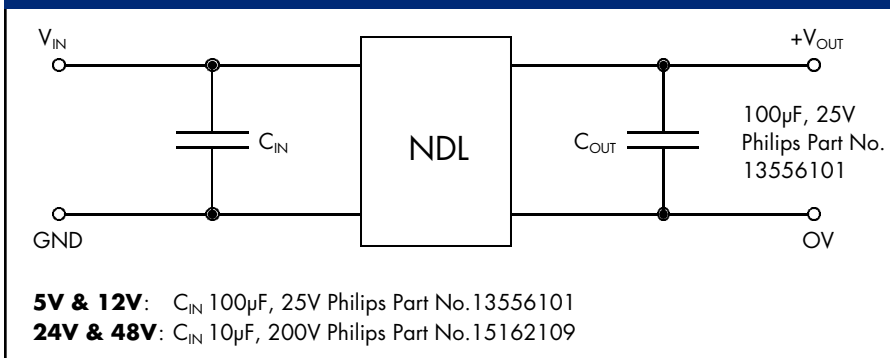 V_IN
+V_OUT
C_IN
NDL
C_OUT
100µF, 25V
Philips Part No.
13556101
GND
OV
5V & 12V: C_IN 100µF, 25V Philips Part No.13556101
24V & 48V: C_IN 10µF, 200V Philips Part No.15162109